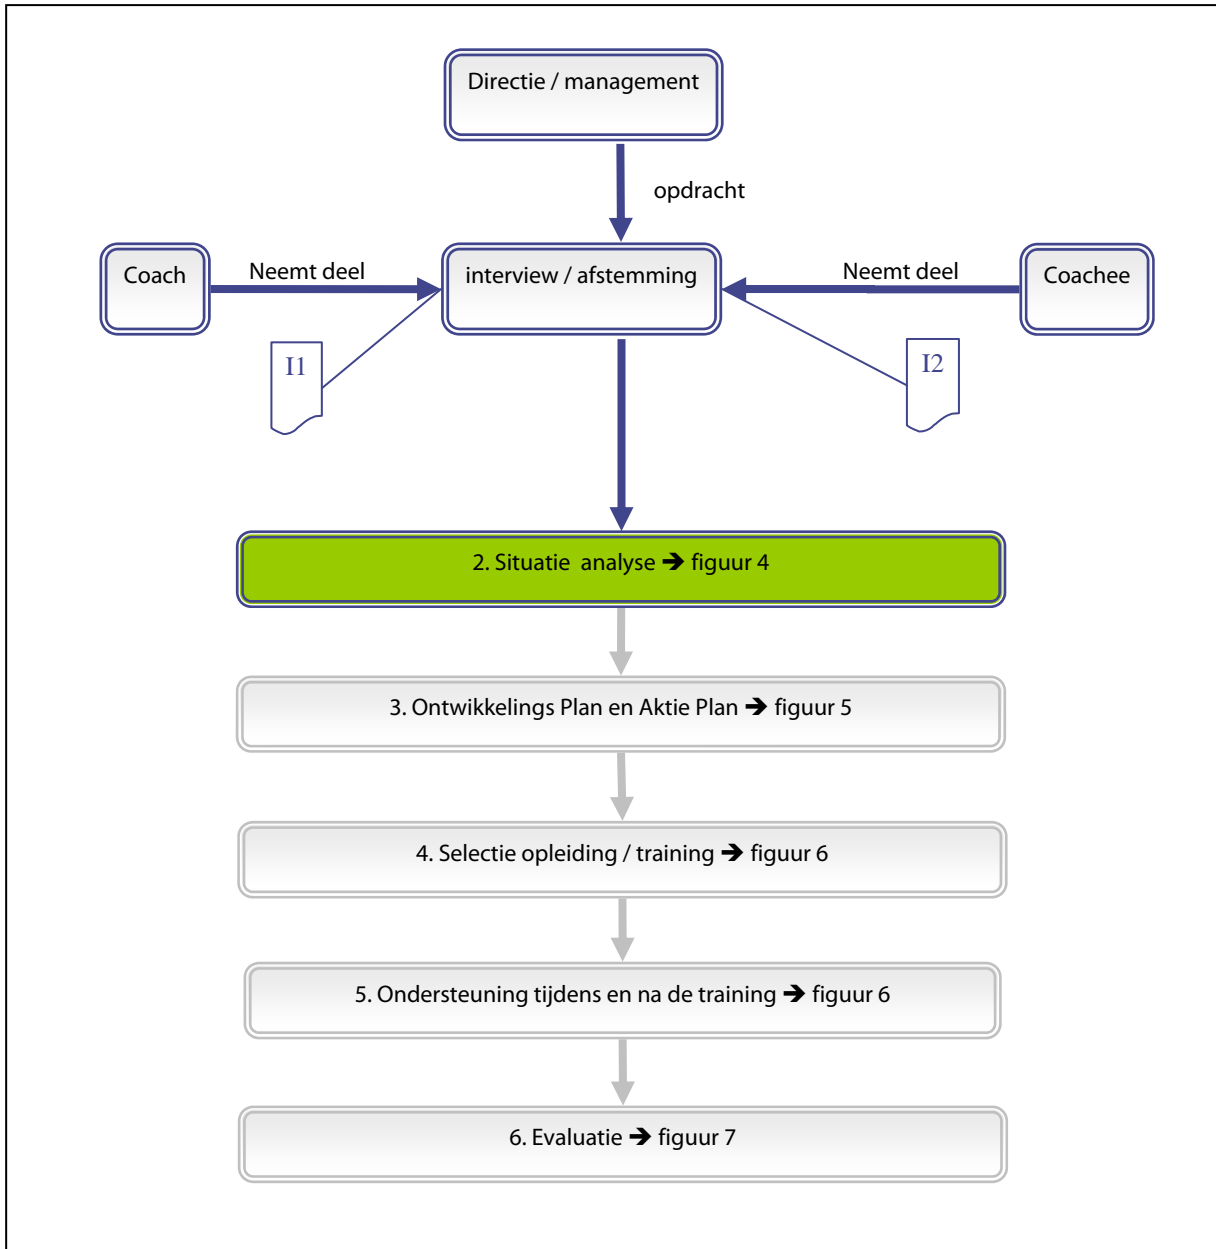 Directie / management
opdracht
Coach
Neemt deel
interview / afstemming
Neemt deel
Coachee
I1
I2
2. Situatie analyse ➔ figuur 4
3. Ontwikkelings Plan en Aktie Plan ➔ figuur 5
4. Selectie opleiding / training ➔ figuur 6
5. Ondersteuning tijdens en na de training ➔ figuur 6
6. Evaluatie ➔ figuur 7